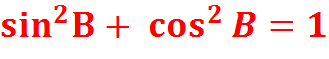 sin²B + cos² B = 1